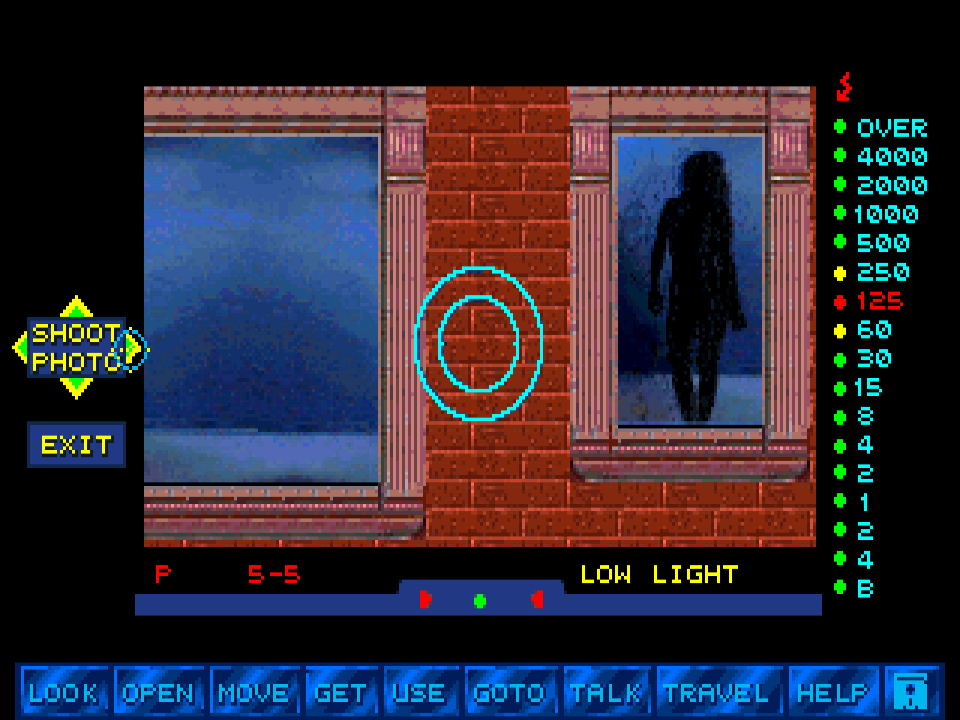 OVER
4000
2000
1000
500
250
125
60
30
15
8
4
2
1
2
4
B
SHOOT
PHOTO
EXIT
P 5-5 LOW LIGHT
LOOK OPEN MOVE GET USE GOTO TALK TRAVEL HELP